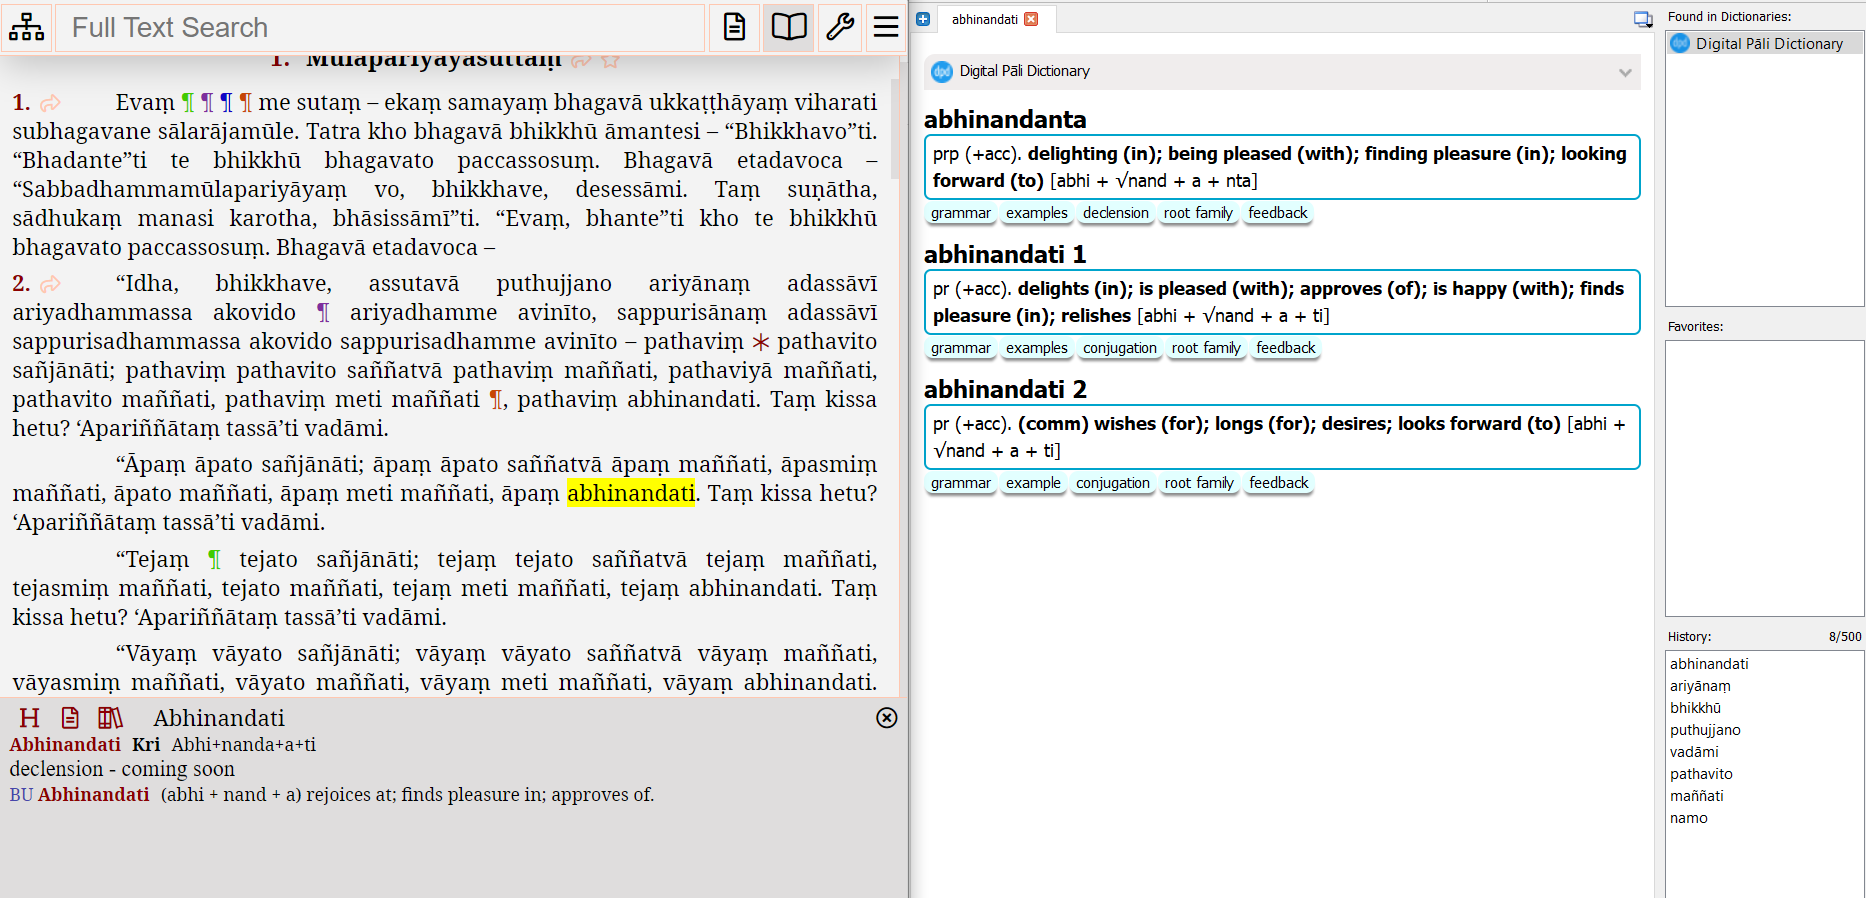 Full Text Search
1. Mūlapariyāyasuttaṃ
1. Evaṃ ¶ ¶ ¶ ¶ me sutaṃ – ekaṃ samayaṃ bhagavā ukkaṭṭhāyaṃ viharati
subhagavane sālarājamūle. Tatra kho bhagavā bhikkhū āmantesi – “Bhikkhavo”ti.
“Bhadante”ti te bhikkhū bhagavato paccassosuṃ. Bhagavā etadavoca –
“Sabbadhammamūlapariyāyaṃ vo, bhikkhave, desessāmi. Taṃ suṇātha,
sādhukaṃ manasi karotha, bhāsissāmī”ti. “Evaṃ, bhante”ti kho te bhikkhū
bhagavato paccassosuṃ. Bhagavā etadavoca –
2. “Idha, bhikkhave, assutavā puthujjano ariyānaṃ adassāvī
ariyadhammassa akovido ¶ ariyadhamme avinīto, sappurisānaṃ adassāvī
sappurisadhammassa akovido sappurisadhamme avinīto – pathaviṃ * pathavito
sañjānāti; pathaviṃ pathavito saññatvā pathaviṃ maññati, pathaviyā maññati,
pathavito maññati, pathaviṃ meti maññati ¶, pathaviṃ abhinandati. Taṃ kissa
hetu? ‘Apariññātaṃ tassā’ti vadāmi.
“Āpaṃ āpato sañjānāti; āpaṃ āpato saññatvā āpaṃ maññati, āpasmiṃ
maññati, āpato maññati, āpaṃ meti maññati, āpaṃ abhinandati. Taṃ kissa hetu?
‘Apariññātaṃ tassā’ti vadāmi.
“Tejaṃ ¶ tejato sañjānāti; tejaṃ tejato saññatvā tejaṃ maññati,
tejasmiṃ maññati, tejato maññati, tejaṃ meti maññati, tejaṃ abhinandati. Taṃ
kissa hetu? ‘Apariññātaṃ tassā’ti vadāmi.
“Vāyaṃ vāyato sañjānāti; vāyaṃ vāyato saññatvā vāyaṃ maññati,
vāyasmiṃ maññati, vāyato maññati, vāyaṃ meti maññati, vāyaṃ abhinandati.
H Abhinandati
Abhinandati Kri Abhi+nanda+a+ti
declension - coming soon
BU Abhinandati (abhi + nand + a) rejoices at; finds pleasure in; approves of.
abhinandati
dpd Digital Pāli Dictionary
abhinandanta
prp (+acc). delighting (in); being pleased (with); finding pleasure (in); looking
forward (to) [abhi + √nand + a + nta]
grammar examples declension root family feedback
abhinandati 1
pr (+acc). delights (in); is pleased (with); approves (of); is happy (with); finds
pleasure (in); relishes [abhi + √nand + a + ti]
grammar examples conjugation root family feedback
abhinandati 2
pr (+acc). (comm) wishes (for); longs (for); desires; looks forward (to) [abhi +
√nand + a + ti]
grammar example conjugation root family feedback
Found in Dictionaries:
dpd Digital Pāli Dictionary
Favorites:
History: 8/500
abhinandati
ariyānaṃ
bhikkhū
puthujjano
vadāmi
pathavito
maññati
namo